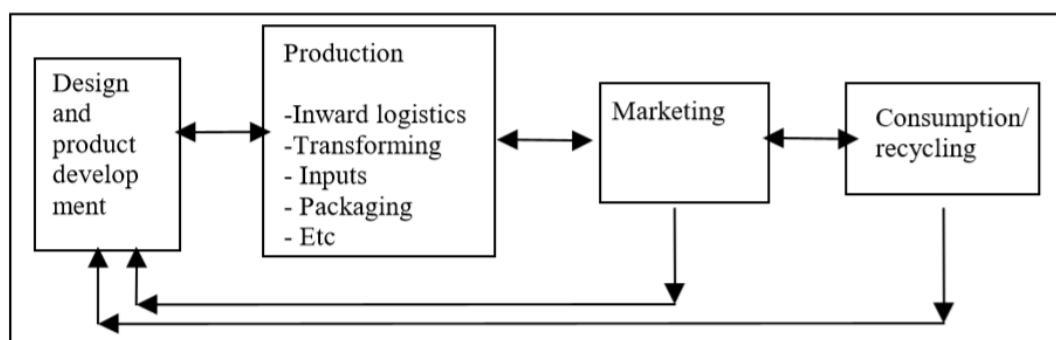 Design
and
product
develop
ment
Production
-Inward logistics
-Transforming
- Inputs
- Packaging
- Etc
Marketing
Consumption/
recycling